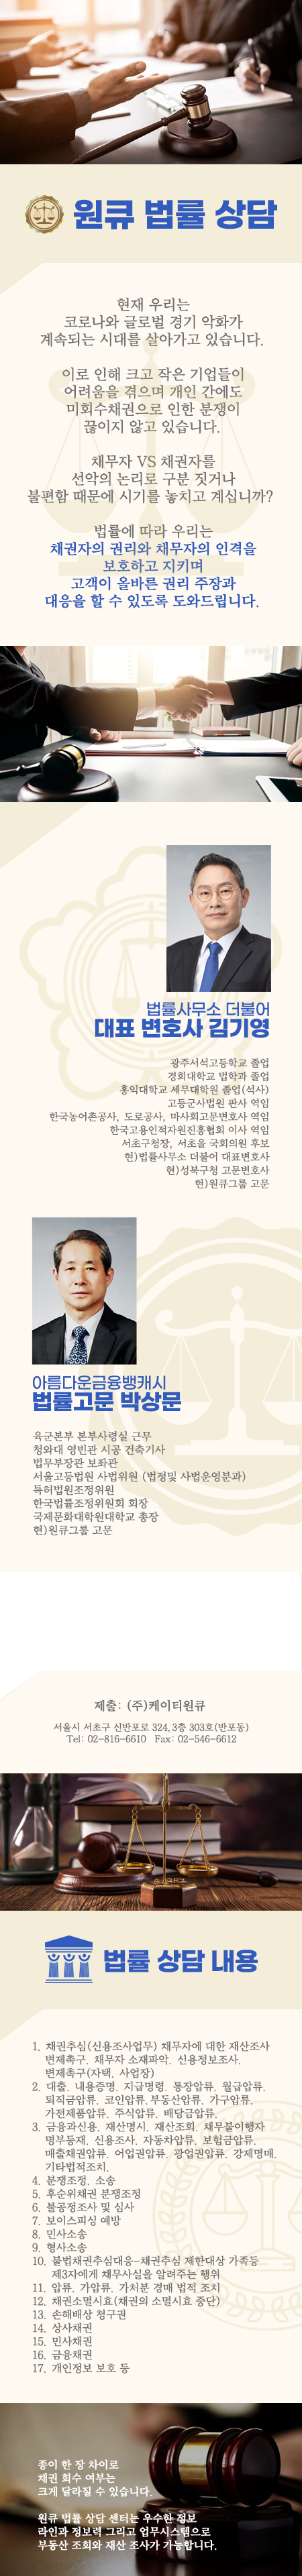 원큐 법률 상담
현재 우리는
코로나와 글로벌 경기 악화가
계속되는 시대를 살아가고 있습니다.
이로 인해 크고 작은 기업들이
어려움을 겪으며 개인 간에도
미회수채권으로 인한 분쟁이
끊이지 않고 있습니다.
채무자 VS 채권자를
선악의 논리로 구분 짓거나
불편함 때문에 시기를 놓치고 계십니까?
법률에 따라 우리는
채권자의 권리와 채무자의 인격을
보호하고 지키며
고객이 올바른 권리 주장과
대응을 할 수 있도록 도와드립니다.
법률사무소 더불어
대표 변호사 김기영
광주서석고등학교 졸업
경희대학교 법학과 졸업
홍익대학교 세무대학원 졸업(석사)
고등군사법원 판사 역임
한국농어촌공사, 도로공사, 마사회고문변호사 역임
한국고용인적자원진흥협회 이사 역임
서초구청장, 서초을 국회의원 후보
현)법률사무소 더불어 대표변호사
현)성북구청 고문변호사
현)원큐그룹 고문
아름다운금융뱅캐시
법률고문 박상문
육군본부 본부사령실 근무
청와대 영빈관 시공 건축기사
법무부장관 보좌관
서울고등법원 사법위원 (법정및 사법운영분과)
특허법원조정위원
한국법률조정위원회 회장
국제문화대학원대학교 총장
현)원큐그룹 고문
제출: (주)케이티원큐
서울시 서초구 신반포로 324, 3층 303호(반포동)
Tel: 02-816-6610 Fax: 02-546-6612
법률 상담 내용
1. 채권추심(신용조사업무) 채무자에 대한 재산조사
변제촉구. 채무자 소재파악. 신용정보조사.
변제촉구(자택. 사업장)
2. 대출. 내용증명. 지급명령. 통장압류. 월급압류.
퇴직금압류. 코인압류.부동산압류. 가구압류.
가전제품압류. 주식압류. 배당금압류.
3. 금융과신용. 재산명시. 재산조회. 채무불이행자
명부등재. 신용조사. 자동차압류. 보험금압류.
매출채권압류. 어업권압류. 광업권압류. 강제명매.
기타법적조치.
4. 분쟁조정. 소송
5. 후순위채권 분쟁조정
6. 불공정조사 및 심사
7. 보이스피싱 예방
8. 민사소송
9. 형사소송
10. 불법채권추심대응-채권추심 제한대상 가족등
제3자에게 채무사실을 알려주는 행위
11. 압류. 가압류. 가처분 경매 법적 조치
12. 채권소멸시효(채권의 소멸시효 중단)
13. 손해배상 청구권
14. 상사채권
15. 민사채권
16. 금융채권
17. 개인정보 보호 등
종이 한 장 차이로
채권 회수 여부는
크게 달라질 수 있습니다.
원큐 법률 상담 센터는 우수한 정보
라인과 정보력 그리고 업무시스템으로
부동산 조회와 재산 조사가 가능합니다.